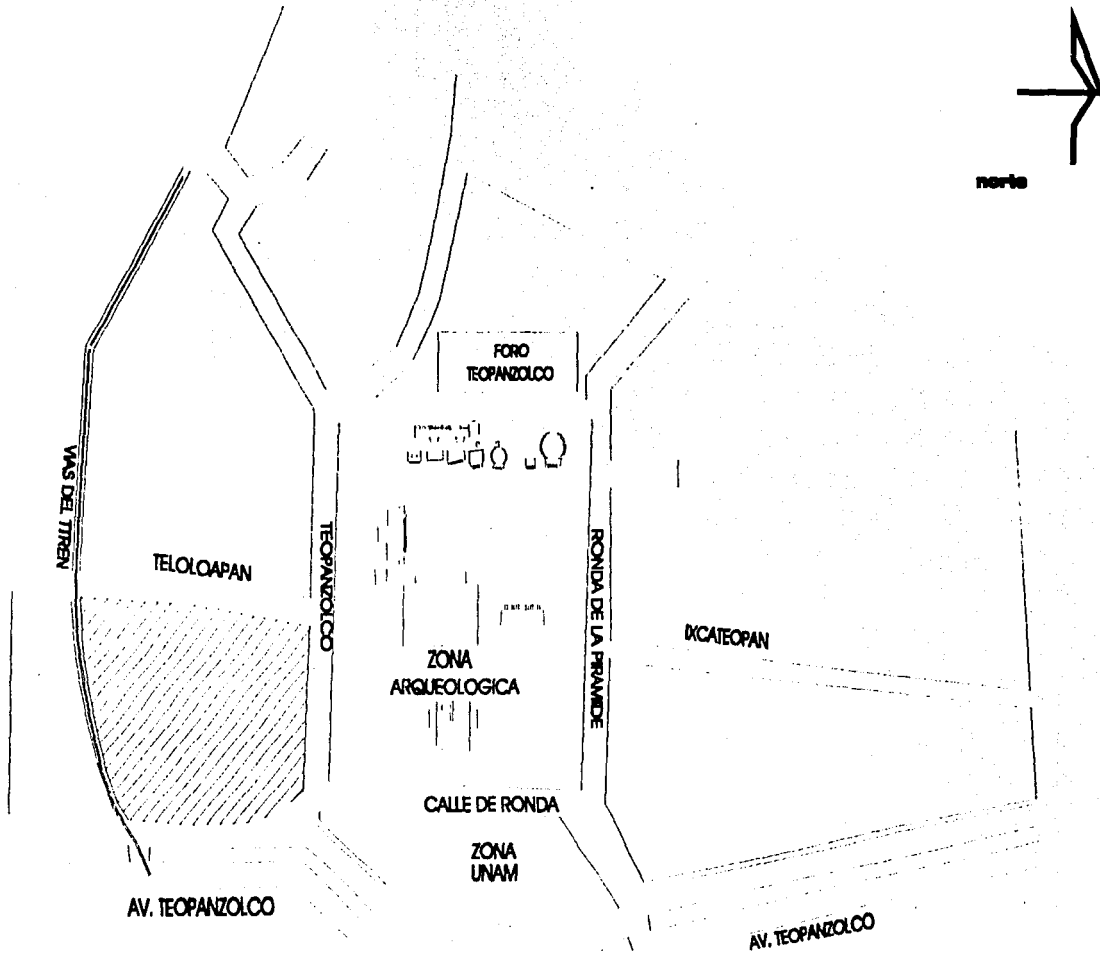 norte
FORO
TEOPANZOLCO
VIAS DEL TTREN
TELOLOAPAN
TEOPANZOLCO
RONDA DE LA PIRAMIDE
IXCATEOPAN
ZONA
ARQUEOLOGICA
CALLE DE RONDA
ZONA
UNAM
AV. TEOPANZOLCO
AV. TEOPANZOLCO